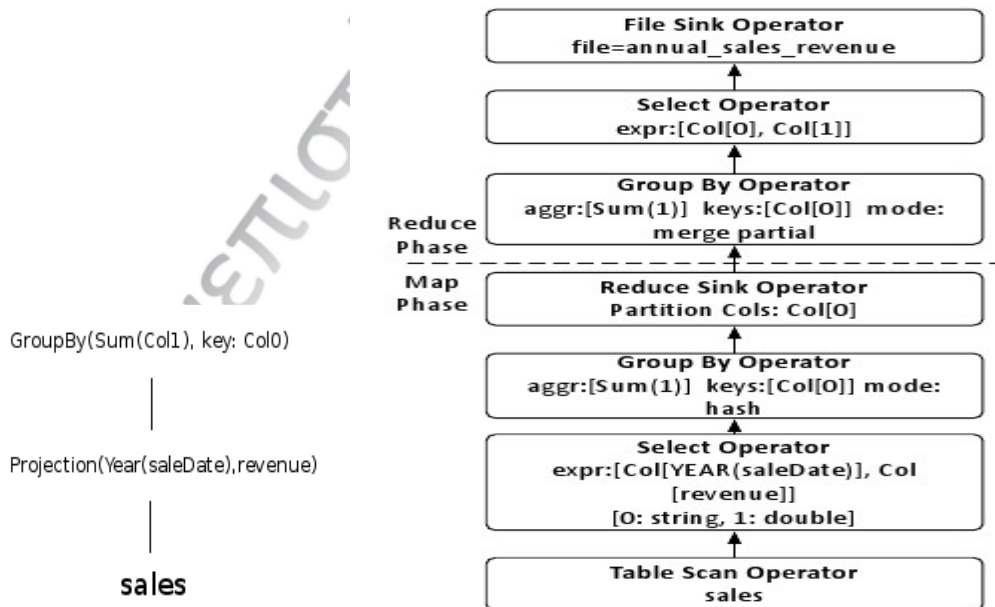 επιστ
GroupBy(Sum(Col1), key: Col0)
Projection(Year(saleDate),revenue)
sales
File Sink Operator
file=annual_sales_revenue
Select Operator
expr:[Col[0], Col[1]]
Group By Operator
aggr:[Sum(1)] keys:[Col[0]] mode:
merge partial
Reduce
Phase
Map
Phase
Reduce Sink Operator
Partition Cols: Col[0]
Group By Operator
aggr:[Sum(1)] keys:[Col[0]] mode:
hash
Select Operator
expr:[Col[YEAR(saleDate)], Col
[revenue]]
[0: string, 1: double]
Table Scan Operator
sales